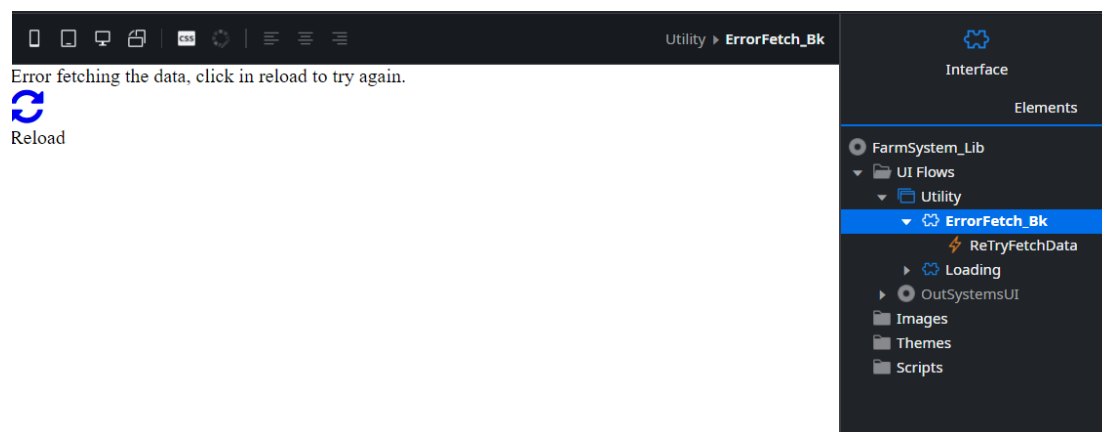 css
Utility ErrorFetch_Bk
Error fetching the data, click in reload to try again.
Reload
Interface
Elements
FarmSystem_Lib
UI Flows
Utility
ErrorFetch_Bk
ReTryFetchData
Loading
OutSystemsUI
Images
Themes
Scripts